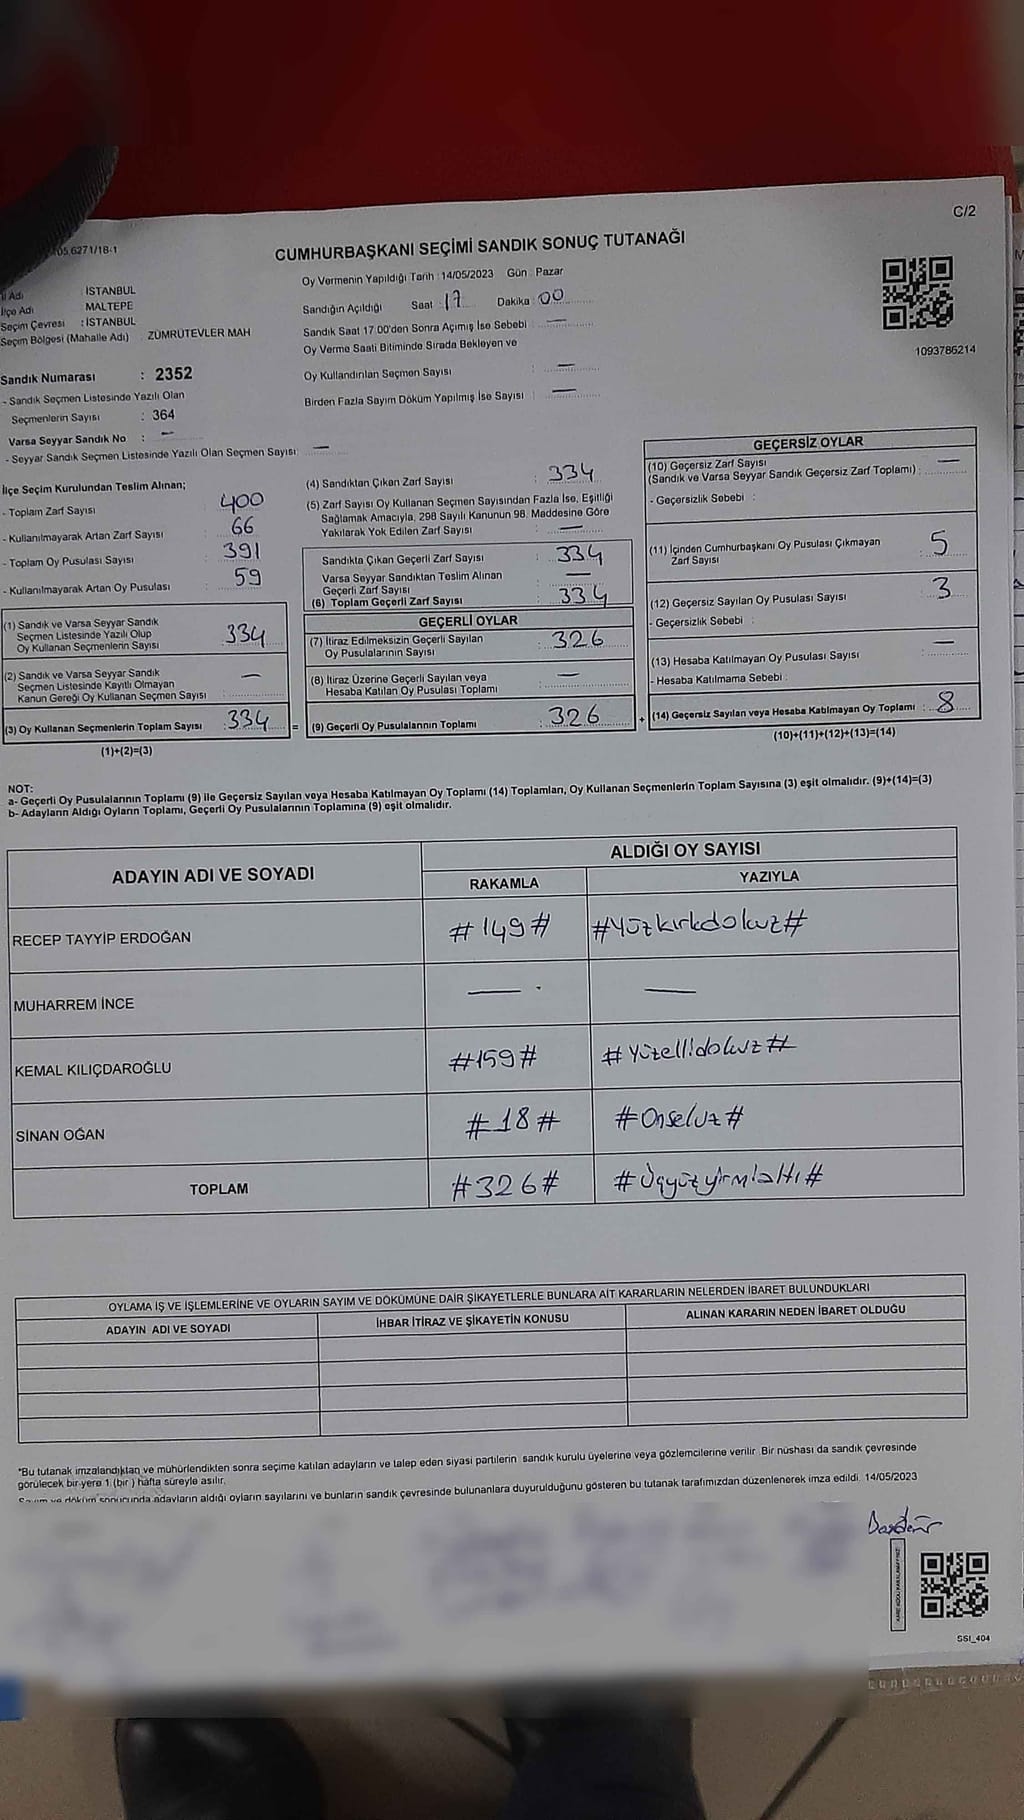 C/2
6271/18-1
CUMHURBAŞKANI SEÇİMİ SANDIK SONUÇ TUTANAĞI
İl Adı İSTANBUL
İlçe Adı MALTEPE
Seçim Çevresi : İSTANBUL
Seçim Bölgesi (Mahalle Adı) ZÜMRÜTEVLER MAH
Sandık Numarası : 2352
- Sandık Seçmen Listesinde Yazılı Olan
Seçmenlerin Sayısı : 364
Varsa Seyyar Sandık No : —
- Seyyar Sandık Seçmen Listesinde Yazılı Olan Seçmen Sayısı —
Oy Vermenin Yapıldığı Tarih : 14/05/2023 Gün Pazar
Sandığın Açıldığı Saat 17 Dakika 00
Sandık Saat 17.00'den Sonra Açımış İse Sebebi —
Oy Verme Saati Bitiminde Sırada Bekleyen ve
Oy Kullandırılan Seçmen Sayısı : —
Birden Fazla Sayım Döküm Yapılmış İse Sayısı : —
1093786214
İlçe Seçim Kurulundan Teslim Alınan;
- Toplam Zarf Sayısı 400
- Kullanılmayarak Artan Zarf Sayısı 66
- Toplam Oy Pusulası Sayısı 391
- Kullanılmayarak Artan Oy Pusulası 59
(1) Sandık ve Varsa Seyyar Sandık
Seçmen Listesinde Yazılı Olup
Oy Kullanan Seçmenlerin Sayısı 334
(2) Sandık ve Varsa Seyyar Sandık
Seçmen Listesinde Kayıtlı Olmayan
Kanun Gereği Oy Kullanan Seçmen Sayısı —
(3) Oy Kullanan Seçmenlerin Toplam Sayısı 334
(1)+(2)=(3)
(4) Sandıktan Çıkan Zarf Sayısı : 334
(5) Zarf Sayısı Oy Kullanan Seçmen Sayısından Fazla İse, Eşitliği
Sağlamak Amacıyla, 298 Sayılı Kanunun 98. Maddesine Göre
Yakılarak Yok Edilen Zarf Sayısı : —
Sandıkta Çıkan Geçerli Zarf Sayısı : 334
Varsa Seyyar Sandıktan Teslim Alınan
Geçerli Zarf Sayısı : —
(6) Toplam Geçerli Zarf Sayısı : 334
GEÇERLİ OYLAR
(7) İtiraz Edilmeksizin Geçerli Sayılan
Oy Pusulalarının Sayısı : 326
(8) İtiraz Üzerine Geçerli Sayılan veya
Hesaba Katılan Oy Pusulası Toplamı : —
= (9) Geçerli Oy Pusulalarının Toplamı : 326 +
GEÇERSİZ OYLAR
(10) Geçersiz Zarf Sayısı
(Sandık ve Varsa Seyyar Sandık Geçersiz Zarf Toplamı) : —
- Geçersizlik Sebebi :
(11) İçinden Cumhurbaşkanı Oy Pusulası Çıkmayan
Zarf Sayısı : 5
(12) Geçersiz Sayılan Oy Pusulası Sayısı : 3
- Geçersizlik Sebebi :
(13) Hesaba Katılmayan Oy Pusulası Sayısı : —
- Hesaba Katılmama Sebebi :
(14) Geçersiz Sayılan veya Hesaba Katılmayan Oy Toplamı : 8
(10)+(11)+(12)+(13)=(14)
NOT:
a- Geçerli Oy Pusulalarının Toplamı (9) ile Geçersiz Sayılan veya Hesaba Katılmayan Oy Toplamı (14) Toplamları, Oy Kullanan Seçmenlerin Toplam Sayısına (3) eşit olmalıdır. (9)+(14)=(3)
b- Adayların Aldığı Oyların Toplamı, Geçerli Oy Pusulalarının Toplamına (9) eşit olmalıdır.
ADAYIN ADI VE SOYADI ALDIĞI OY SAYISI
RAKAMLA YAZIYLA
RECEP TAYYİP ERDOĞAN #149# #Yüzkırkdokuz#
MUHARREM İNCE — —
KEMAL KILIÇDAROĞLU #159# #Yüzellidokuz#
SİNAN OĞAN #18# #Onsekiz#
TOPLAM #326# #Üçyüzyirmialtı#
OYLAMA İŞ VE İŞLEMLERİNE VE OYLARIN SAYIM VE DÖKÜMÜNE DAİR ŞİKAYETLERLE BUNLARA AİT KARARLARIN NELERDEN İBARET BULUNDUKLARI
ADAYIN ADI VE SOYADI İHBAR İTİRAZ VE ŞİKAYETİN KONUSU ALINAN KARARIN NEDEN İBARET OLDUĞU
*Bu tutanak imzalandıktan ve mühürlendikten sonra seçime katılan adayların ve talep eden siyasi partilerin sandık kurulu üyelerine veya gözlemcilerine verilir. Bir nüshası da sandık çevresinde
görülecek bir yere 1 (bir) hafta süreyle asılır.
Sayım ve döküm sonucunda adayların aldığı oyların sayılarını ve bunların sandık çevresinde bulunanlara duyurulduğunu gösteren bu tutanak tarafımızdan düzenlenerek imza edildi. 14/05/2023
SSI_404